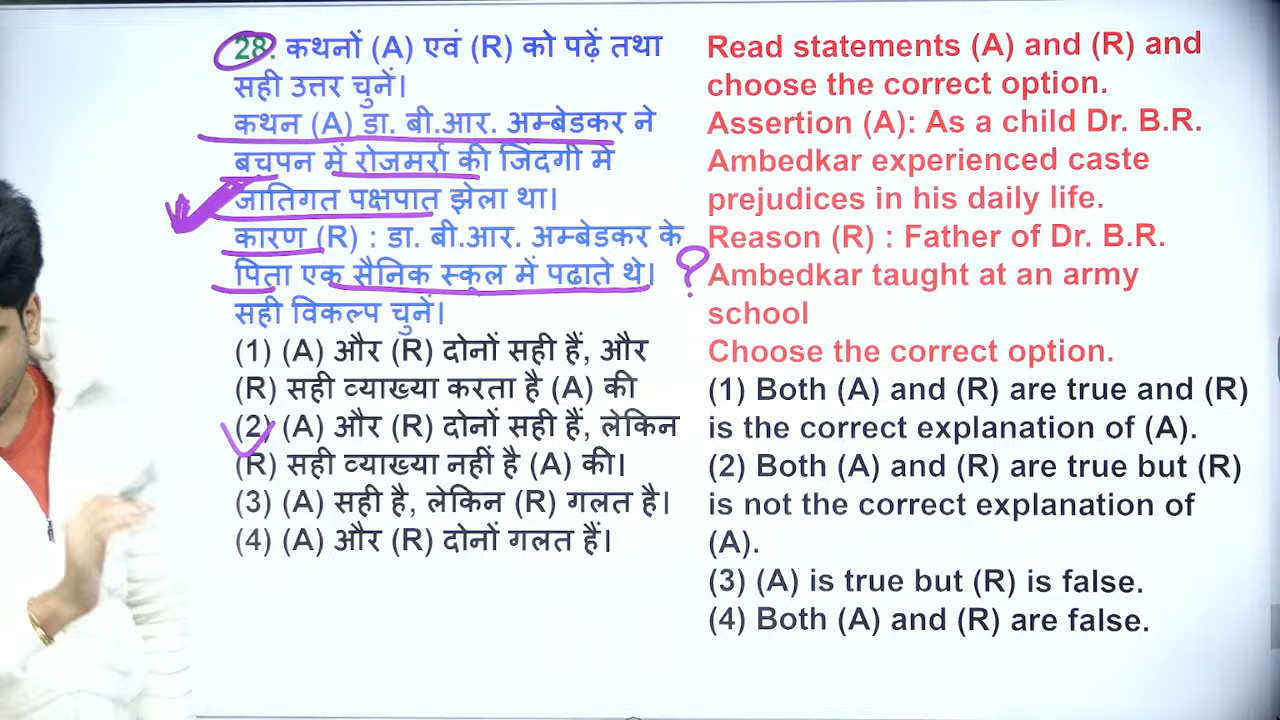 28. कथनों (A) एवं (R) को पढ़ें तथा
सही उत्तर चुनें।
कथन (A) डा. बी.आर. अम्बेडकर ने
बचपन में रोजमर्रा की जिंदगी में
जातिगत पक्षपात झेला था।
कारण (R) : डा. बी.आर. अम्बेडकर के
पिता एक सैनिक स्कूल में पढ़ाते थे।
?
सही विकल्प चुनें।
(1) (A) और (R) दोनों सही हैं, और
(R) सही व्याख्या करता है (A) की
(2) (A) और (R) दोनों सही हैं, लेकिन
(R) सही व्याख्या नहीं है (A) की।
(3) (A) सही है, लेकिन (R) गलत है।
(4) (A) और (R) दोनों गलत हैं।
Read statements (A) and (R) and
choose the correct option.
Assertion (A): As a child Dr. B.R.
Ambedkar experienced caste
prejudices in his daily life.
Reason (R) : Father of Dr. B.R.
Ambedkar taught at an army
school
Choose the correct option.
(1) Both (A) and (R) are true and (R)
is the correct explanation of (A).
(2) Both (A) and (R) are true but (R)
is not the correct explanation of
(A).
(3) (A) is true but (R) is false.
(4) Both (A) and (R) are false.